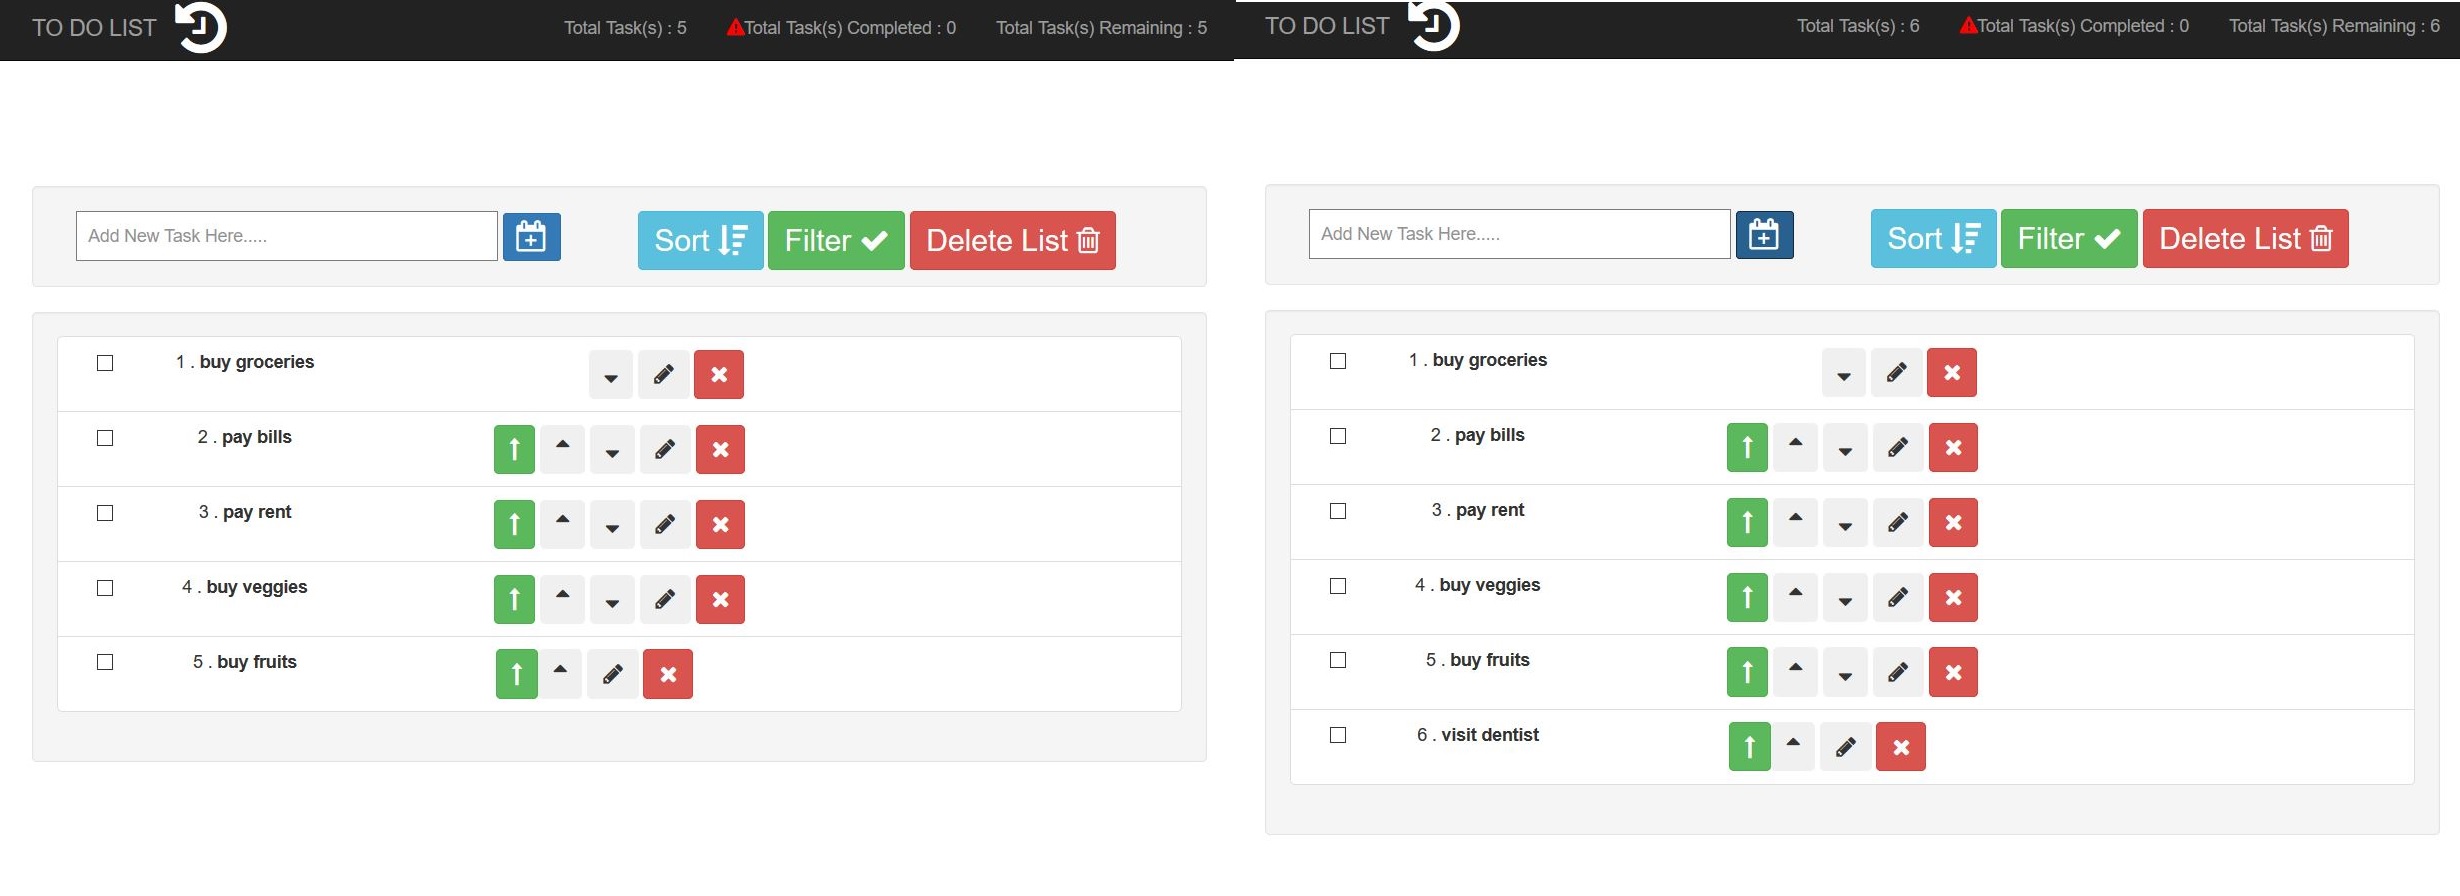 TO DO LIST Total Task(s) : 5 Total Task(s) Completed : 0 Total Task(s) Remaining : 5
Add New Task Here..... Sort Filter Delete List
1 . buy groceries
2 . pay bills
3 . pay rent
4 . buy veggies
5 . buy fruits
TO DO LIST Total Task(s) : 6 Total Task(s) Completed : 0 Total Task(s) Remaining : 6
Add New Task Here..... Sort Filter Delete List
1 . buy groceries
2 . pay bills
3 . pay rent
4 . buy veggies
5 . buy fruits
6 . visit dentist